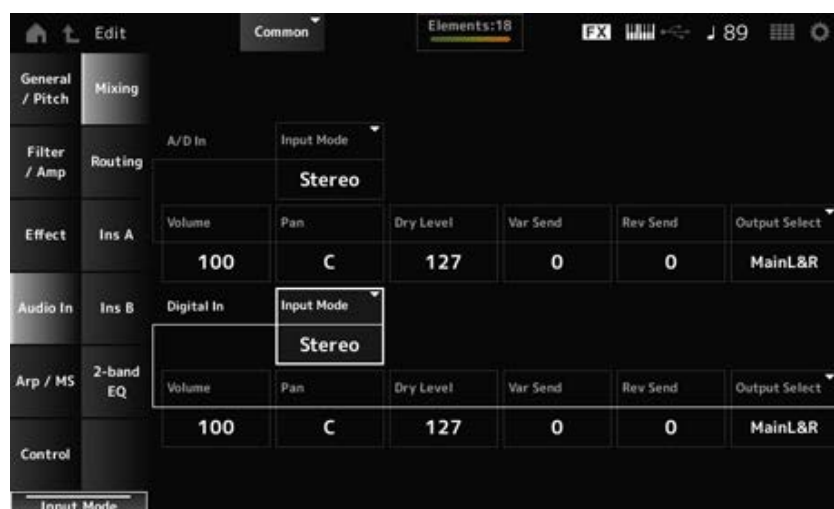 Edit Common Elements:18 FX ♩ 89
General / Pitch
Mixing
Filter / Amp
Routing
Effect
Ins A
Audio In
Ins B
Arp / MS
2-band EQ
Control
A/D In Input Mode
Stereo
Volume Pan Dry Level Var Send Rev Send Output Select
100 C 127 0 0 MainL&R
Digital In Input Mode
Stereo
Volume Pan Dry Level Var Send Rev Send Output Select
100 C 127 0 0 MainL&R
Input Mode